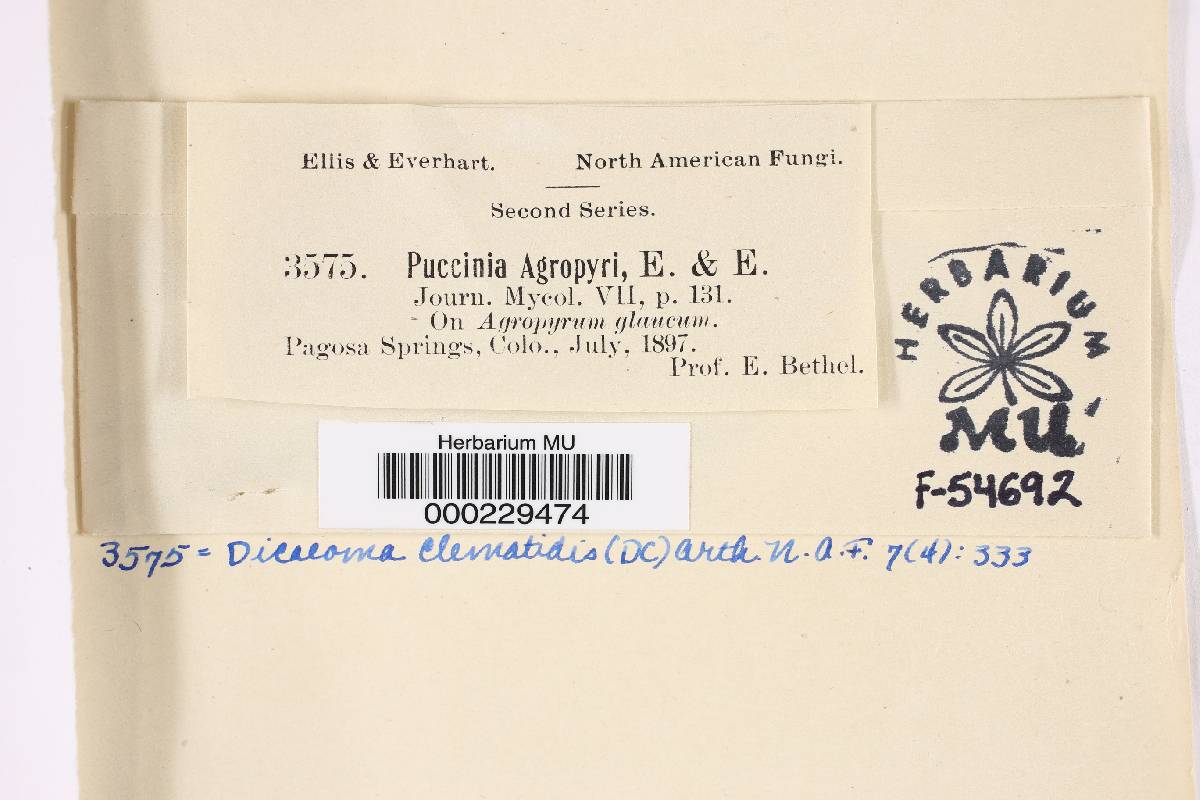 Ellis & Everhart. North American Fungi.
Second Series.
3575. Puccinia Agropyri, E. & E.
Journ. Mycol. VII, p. 131.
On Agropyrum glaucum.
Pagosa Springs, Colo., July, 1897.
Prof. E. Bethel.
HERBARIUM
MU
F-54692
Herbarium MU
000229474
3575 = Dicaeoma Clematidis (DC) Arth. N. A. F. 7(4): 333